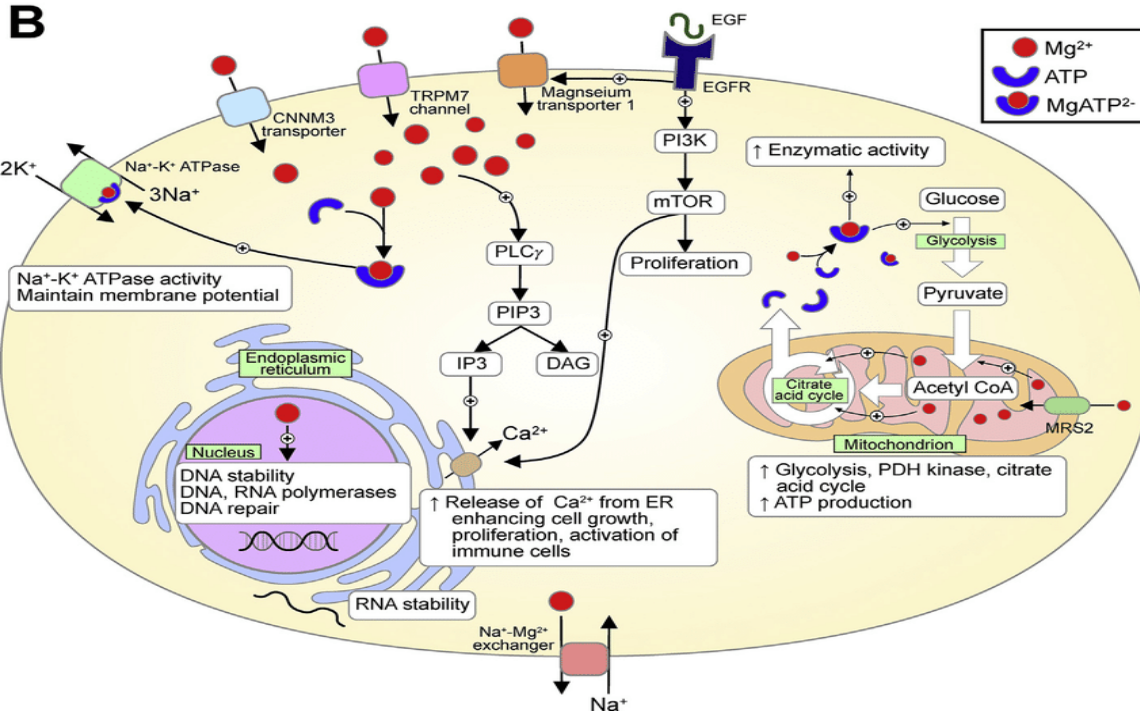 B
EGF
EGFR
Mg²⁺
ATP
MgATP²⁻
CNNM3
transporter
TRPM7
channel
Magnseium
transporter 1
PI3K
mTOR
Proliferation
2K⁺
Na⁺-K⁺ ATPase
3Na⁺
Na⁺-K⁺ ATPase activity
Maintain membrane potential
PLCγ
PIP3
IP3
DAG
Ca²⁺
↑ Enzymatic activity
Glucose
Glycolysis
Pyruvate
Acetyl CoA
Citrate
acid cycle
MRS2
Mitochondrion
↑ Glycolysis, PDH kinase, citrate
acid cycle
↑ ATP production
Endoplasmic
reticulum
Nucleus
DNA stability
DNA, RNA polymerases
DNA repair
↑ Release of Ca²⁺ from ER
enhancing cell growth,
proliferation, activation of
immune cells
RNA stability
Na⁺-Mg²⁺
exchanger
Na⁺